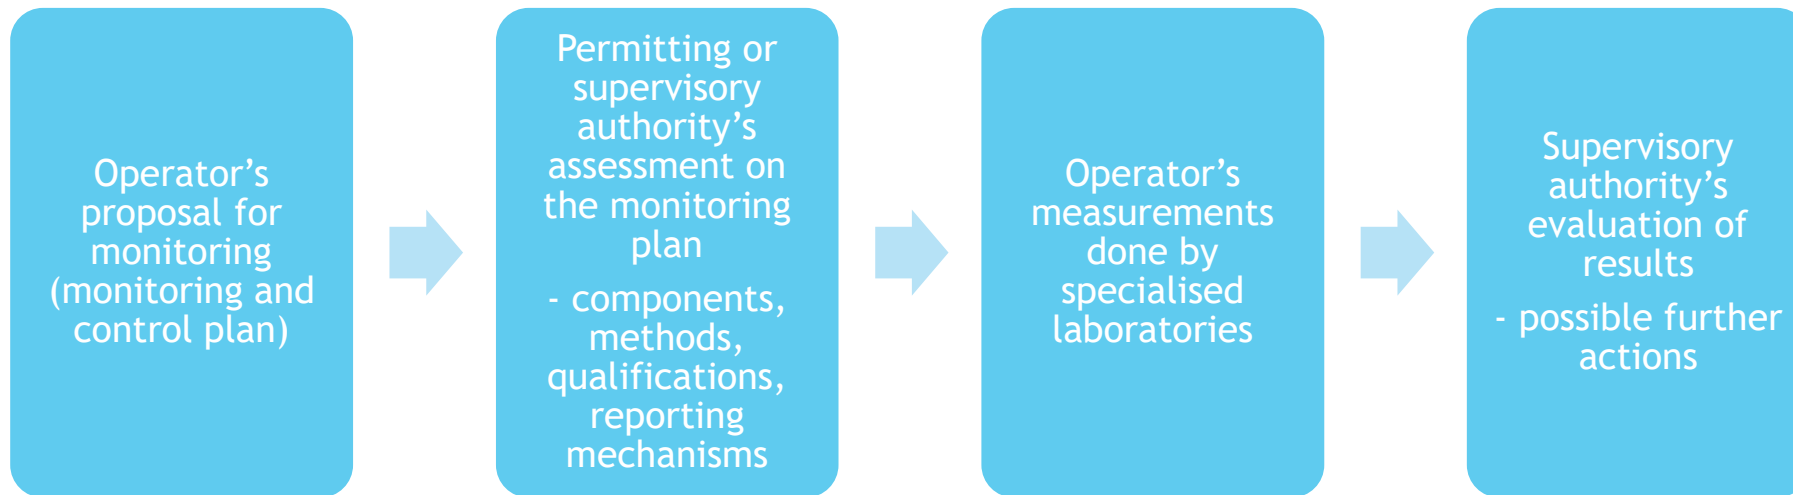 Operator’s
proposal for
monitoring
(monitoring and
control plan)
Permitting or
supervisory
authority’s
assessment on
the monitoring
plan
- components,
methods,
qualifications,
reporting
mechanisms
Operator’s
measurements
done by
specialised
laboratories
Supervisory
authority’s
evaluation of
results
- possible further
actions